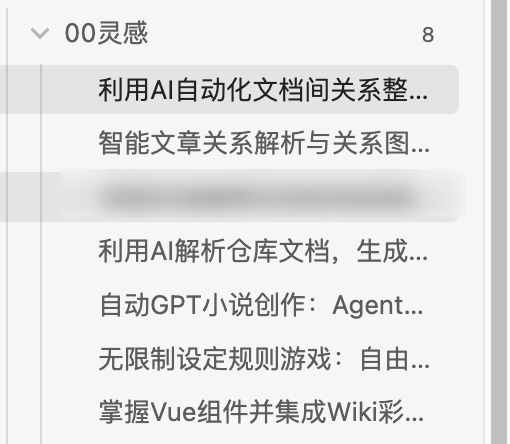 00灵感 8
利用AI自动化文档间关系整...
智能文章关系解析与关系图...
利用AI解析仓库文档，生成...
自动GPT小说创作：Agent...
无限制设定规则游戏：自由...
掌握Vue组件并集成Wiki彩...